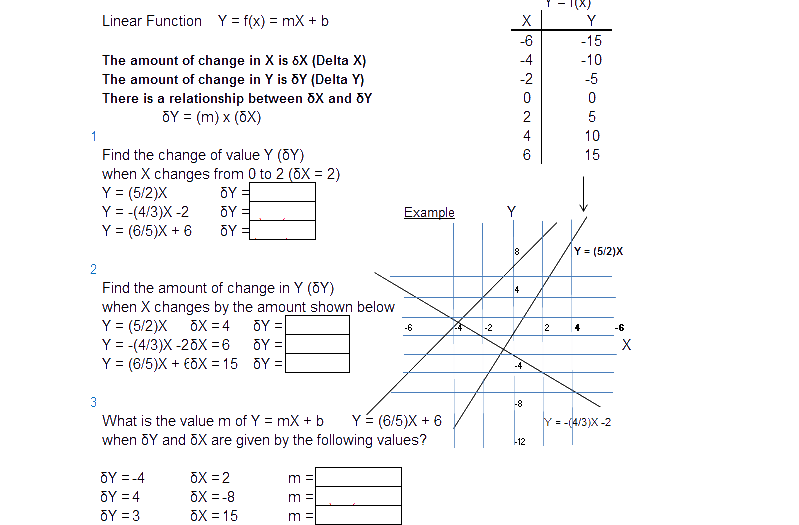 Y = f(x)
Linear Function Y = f(x) = mX + b
X Y
-6 -15
The amount of change in X is δX (Delta X)
-4 -10
The amount of change in Y is δY (Delta Y)
-2 -5
There is a relationship between δX and δY
0 0
δY = (m) x (δX)
2 5
1
4 10
Find the change of value Y (δY)
6 15
when X changes from 0 to 2 (δX = 2)
Y = (5/2)X δY =
Y = -(4/3)X -2 δY =
Y = (6/5)X + 6 δY =
Example Y
8
Y = (5/2)X
2
Find the amount of change in Y (δY)
4
when X changes by the amount shown below
Y = (5/2)X δX = 4 δY =
-6 -4 -2 2 4 -6
Y = -(4/3)X -2 δX = 6 δY =
X
Y = (6/5)X + 6 δX = 15 δY =
-4
3
-8
What is the value m of Y = mX + b Y = (6/5)X + 6
Y = -(4/3)X -2
when δY and δX are given by the following values?
-12
δY = -4 δX = 2 m =
δY = 4 δX = -8 m =
δY = 3 δX = 15 m =